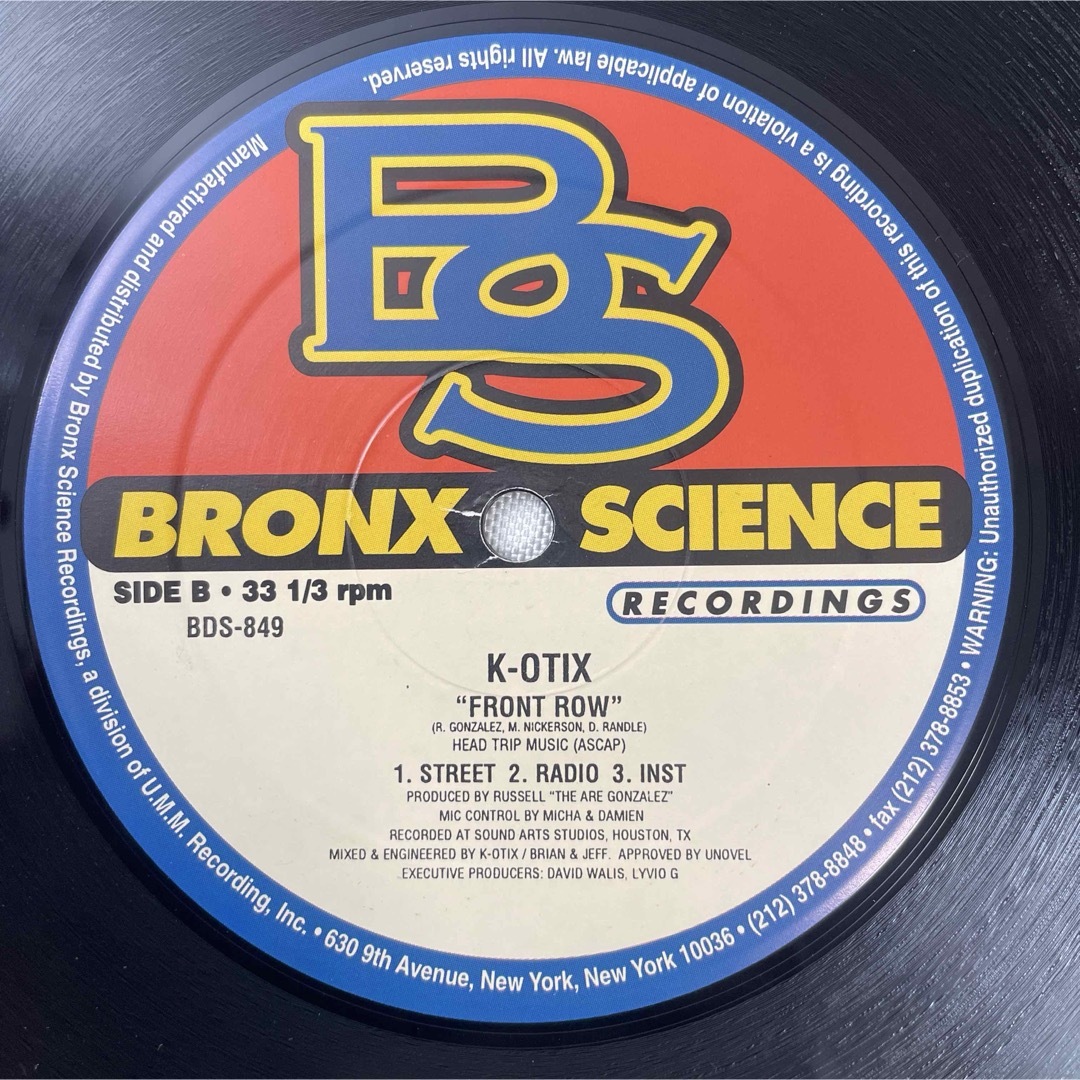 BS
BRONX SCIENCE
RECORDINGS
SIDE B • 33 1/3 rpm
BDS-849
K-OTIX
“FRONT ROW”
(R. GONZALEZ, M. NICKERSON, D. RANDLE)
HEAD TRIP MUSIC (ASCAP)
1. STREET 2. RADIO 3. INST
PRODUCED BY RUSSELL "THE ARE GONZALEZ"
MIC CONTROL BY MICHA & DAMIEN
RECORDED AT SOUND ARTS STUDIOS, HOUSTON, TX
MIXED & ENGINEERED BY K-OTIX / BRIAN & JEFF. APPROVED BY UNOVEL
EXECUTIVE PRODUCERS: DAVID WALIS, LYVIO G
Manufactured and distributed by Bronx Science Recordings, a division of U.M.M. Recording, Inc. • 630 9th Avenue, New York, New York 10036 • (212) 378-8848 • fax (212) 378-8853 • WARNING: Unauthorized duplication of this recording is a violation of applicable law. All rights reserved.